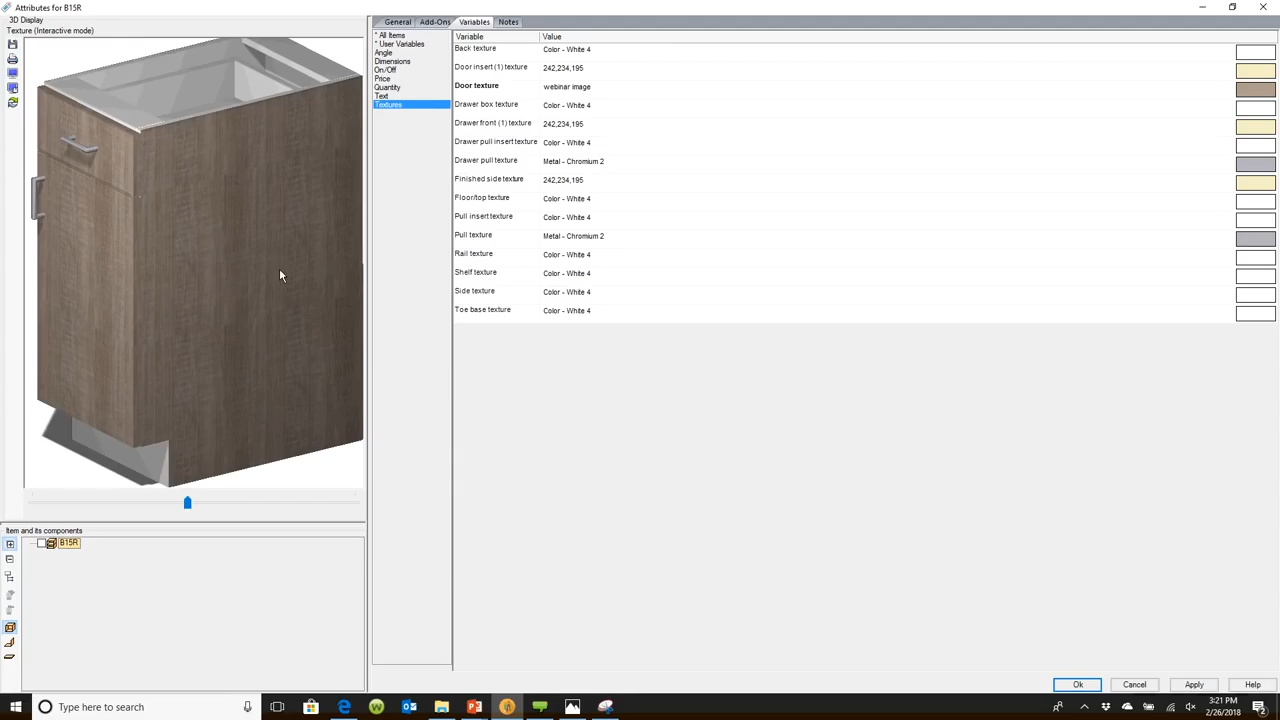 Attributes for B15R
3D Display
Texture (Interactive mode)
General Add-Ons Variables Notes
* All Items
* User Variables
Angle
Dimensions
On/Off
Price
Quantity
Text
Textures
Variable Value
Back texture Color - White 4
Door insert (1) texture 242,234,195
Door texture webinar image
Drawer box texture Color - White 4
Drawer front (1) texture 242,234,195
Drawer pull insert texture Color - White 4
Drawer pull texture Metal - Chromium 2
Finished side texture 242,234,195
Floor/top texture Color - White 4
Pull insert texture Color - White 4
Pull texture Metal - Chromium 2
Rail texture Color - White 4
Shelf texture Color - White 4
Side texture Color - White 4
Toe base texture Color - White 4
Item and its components
B15R
Ok Cancel Apply Help
Type here to search
3:21 PM
2/26/2018